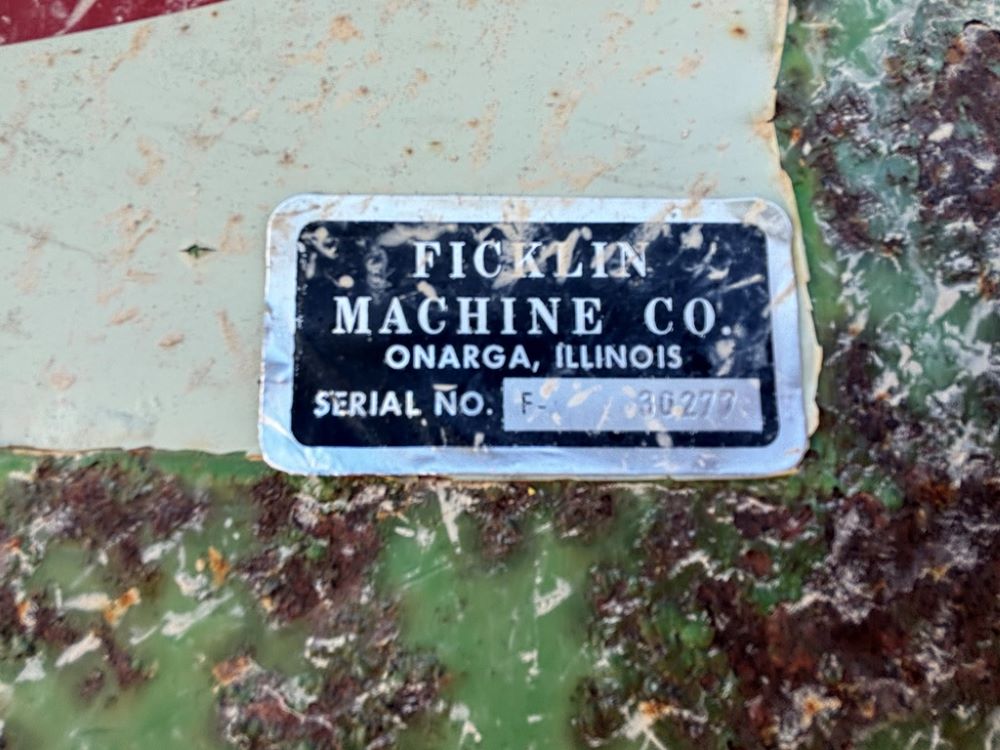 FICKLIN
MACHINE CO.
ONARGA, ILLINOIS
SERIAL NO. F- 30277